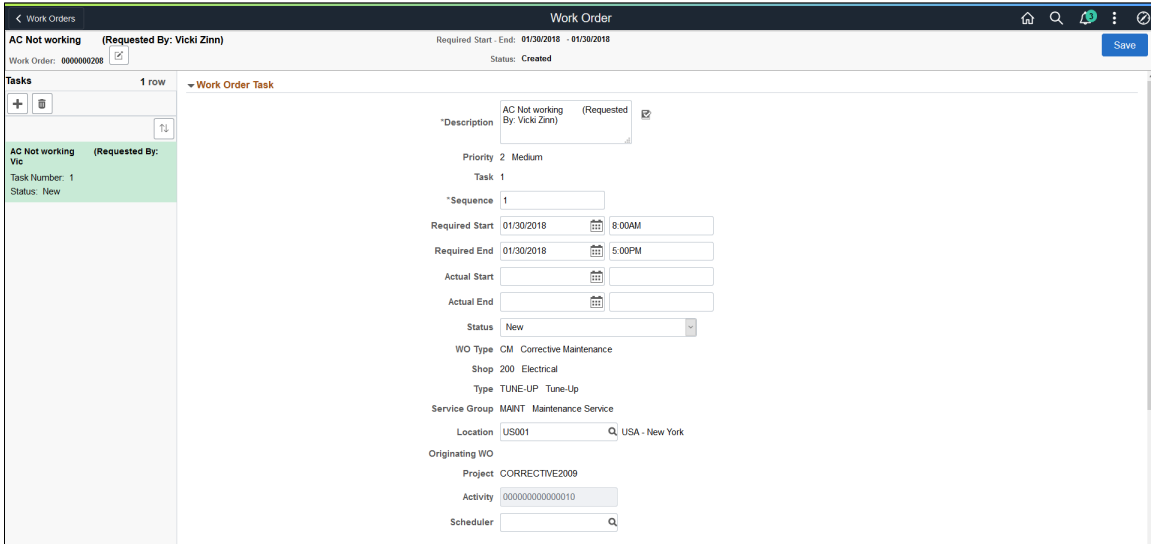 Work Orders
Work Order
3
AC Not working (Requested By: Vicki Zinn)
Required Start - End: 01/30/2018 - 01/30/2018
Save
Work Order: 0000000208
Status: Created
Tasks
1 row
Work Order Task
AC Not working (Requested By:
Vic
Task Number: 1
Status: New
*Description
AC Not working (Requested
By: Vicki Zinn)
Priority 2 Medium
Task 1
*Sequence 1
Required Start 01/30/2018 8:00AM
Required End 01/30/2018 5:00PM
Actual Start
Actual End
Status New
WO Type CM Corrective Maintenance
Shop 200 Electrical
Type TUNE-UP Tune-Up
Service Group MAINT Maintenance Service
Location US001 USA - New York
Originating WO
Project CORRECTIVE2009
Activity 000000000000010
Scheduler